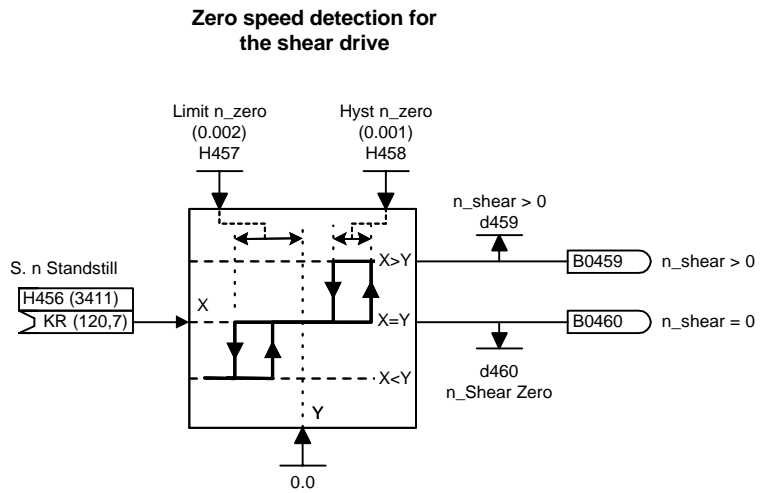 Zero speed detection for
the shear drive
Limit n_zero
(0.002)
H457
Hyst n_zero
(0.001)
H458
n_shear > 0
d459
X>Y
B0459
n_shear > 0
S. n Standstill
H456 (3411)
KR (120,7)
X
X=Y
B0460
n_shear = 0
d460
n_Shear Zero
X<Y
Y
0.0